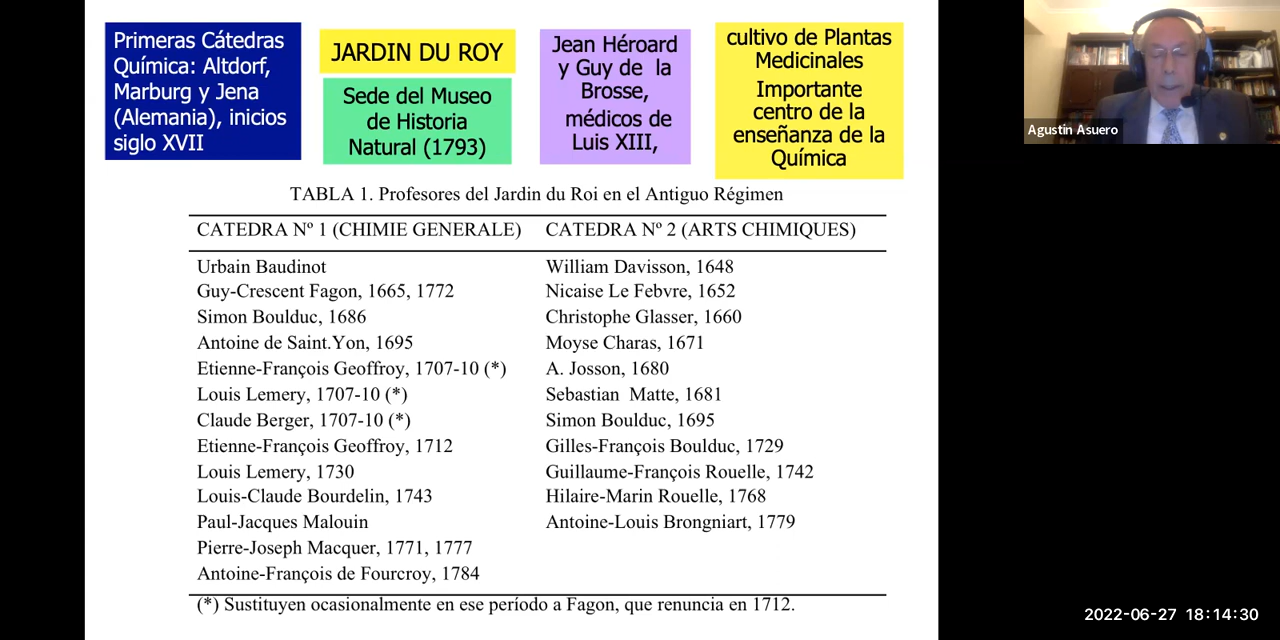 Primeras Cátedras
Química: Altdorf,
Marburg y Jena
(Alemania), inicios
siglo XVII
JARDIN DU ROY
Sede del Museo
de Historia
Natural (1793)
Jean Héroard
y Guy de la
Brosse,
médicos de
Luis XIII,
cultivo de Plantas
Medicinales
Importante
centro de la
enseñanza de la
Química
Agustín Asuero
TABLA 1. Profesores del Jardin du Roi en el Antiguo Régimen
CATEDRA Nº 1 (CHIMIE GENERALE) CATEDRA Nº 2 (ARTS CHIMIQUES)
Urbain Baudinot William Davisson, 1648
Guy-Crescent Fagon, 1665, 1772 Nicaise Le Febvre, 1652
Simon Boulduc, 1686 Christophe Glasser, 1660
Antoine de Saint.Yon, 1695 Moyse Charas, 1671
Etienne-François Geoffroy, 1707-10 (*) A. Josson, 1680
Louis Lemery, 1707-10 (*) Sebastian Matte, 1681
Claude Berger, 1707-10 (*) Simon Boulduc, 1695
Etienne-François Geoffroy, 1712 Gilles-François Boulduc, 1729
Louis Lemery, 1730 Guillaume-François Rouelle, 1742
Louis-Claude Bourdelin, 1743 Hilaire-Marin Rouelle, 1768
Paul-Jacques Malouin Antoine-Louis Brongniart, 1779
Pierre-Joseph Macquer, 1771, 1777
Antoine-François de Fourcroy, 1784
(*) Sustituyen ocasionalmente en ese período a Fagon, que renuncia en 1712.
2022-06-27 18:14:30